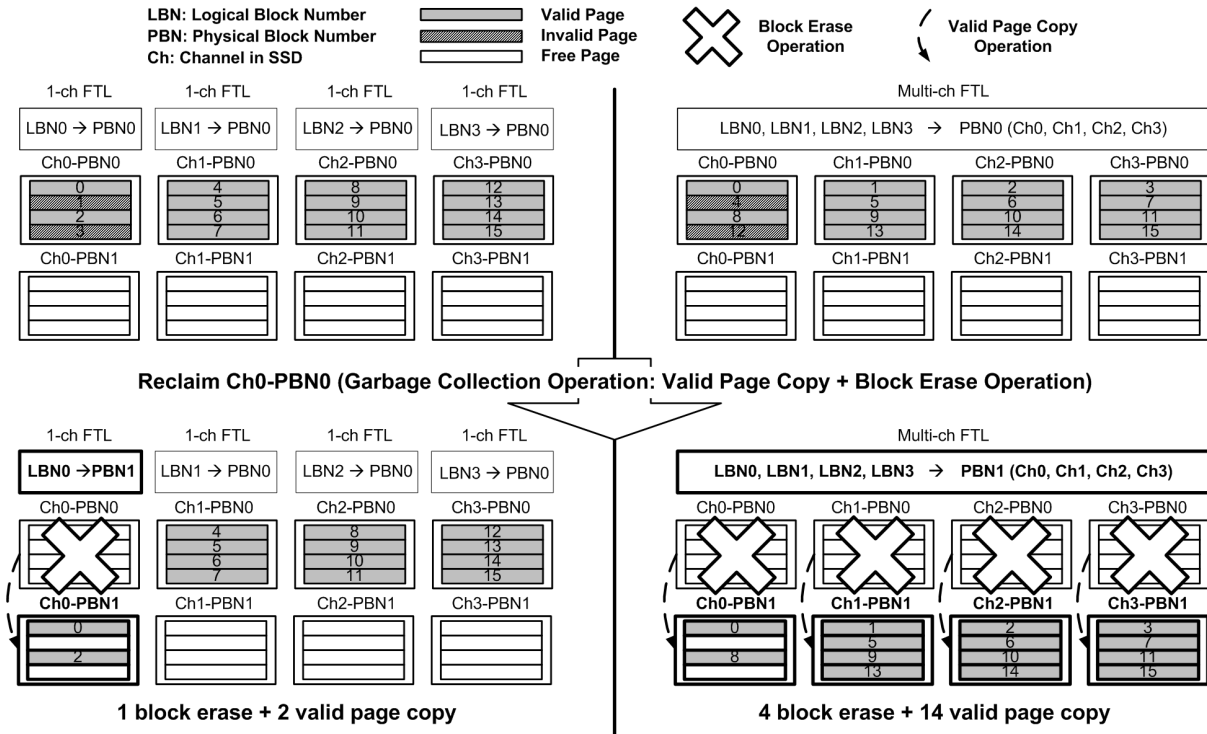 LBN: Logical Block Number
PBN: Physical Block Number
Ch: Channel in SSD
Valid Page
Invalid Page
Free Page
Block Erase
Operation
Valid Page Copy
Operation
1-ch FTL 1-ch FTL 1-ch FTL 1-ch FTL
LBN0 → PBN0 LBN1 → PBN0 LBN2 → PBN0 LBN3 → PBN0
Ch0-PBN0 Ch1-PBN0 Ch2-PBN0 Ch3-PBN0
0 4 8 12
1 5 9 13
2 6 10 14
3 7 11 15
Ch0-PBN1 Ch1-PBN1 Ch2-PBN1 Ch3-PBN1
Multi-ch FTL
LBN0, LBN1, LBN2, LBN3 → PBN0 (Ch0, Ch1, Ch2, Ch3)
Ch0-PBN0 Ch1-PBN0 Ch2-PBN0 Ch3-PBN0
0 1 2 3
4 5 6 7
8 9 10 11
12 13 14 15
Ch0-PBN1 Ch1-PBN1 Ch2-PBN1 Ch3-PBN1
Reclaim Ch0-PBN0 (Garbage Collection Operation: Valid Page Copy + Block Erase Operation)
1-ch FTL 1-ch FTL 1-ch FTL 1-ch FTL
LBN0 →PBN1 LBN1 → PBN0 LBN2 → PBN0 LBN3 → PBN0
Ch0-PBN0 Ch1-PBN0 Ch2-PBN0 Ch3-PBN0
4 8 12
5 9 13
6 10 14
7 11 15
Ch0-PBN1 Ch1-PBN1 Ch2-PBN1 Ch3-PBN1
0
2
1 block erase + 2 valid page copy
Multi-ch FTL
LBN0, LBN1, LBN2, LBN3 → PBN1 (Ch0, Ch1, Ch2, Ch3)
Ch0-PBN0 Ch1-PBN0 Ch2-PBN0 Ch3-PBN0
Ch0-PBN1 Ch1-PBN1 Ch2-PBN1 Ch3-PBN1
0 1 2 3
5 6 7
8 9 10 11
13 14 15
4 block erase + 14 valid page copy